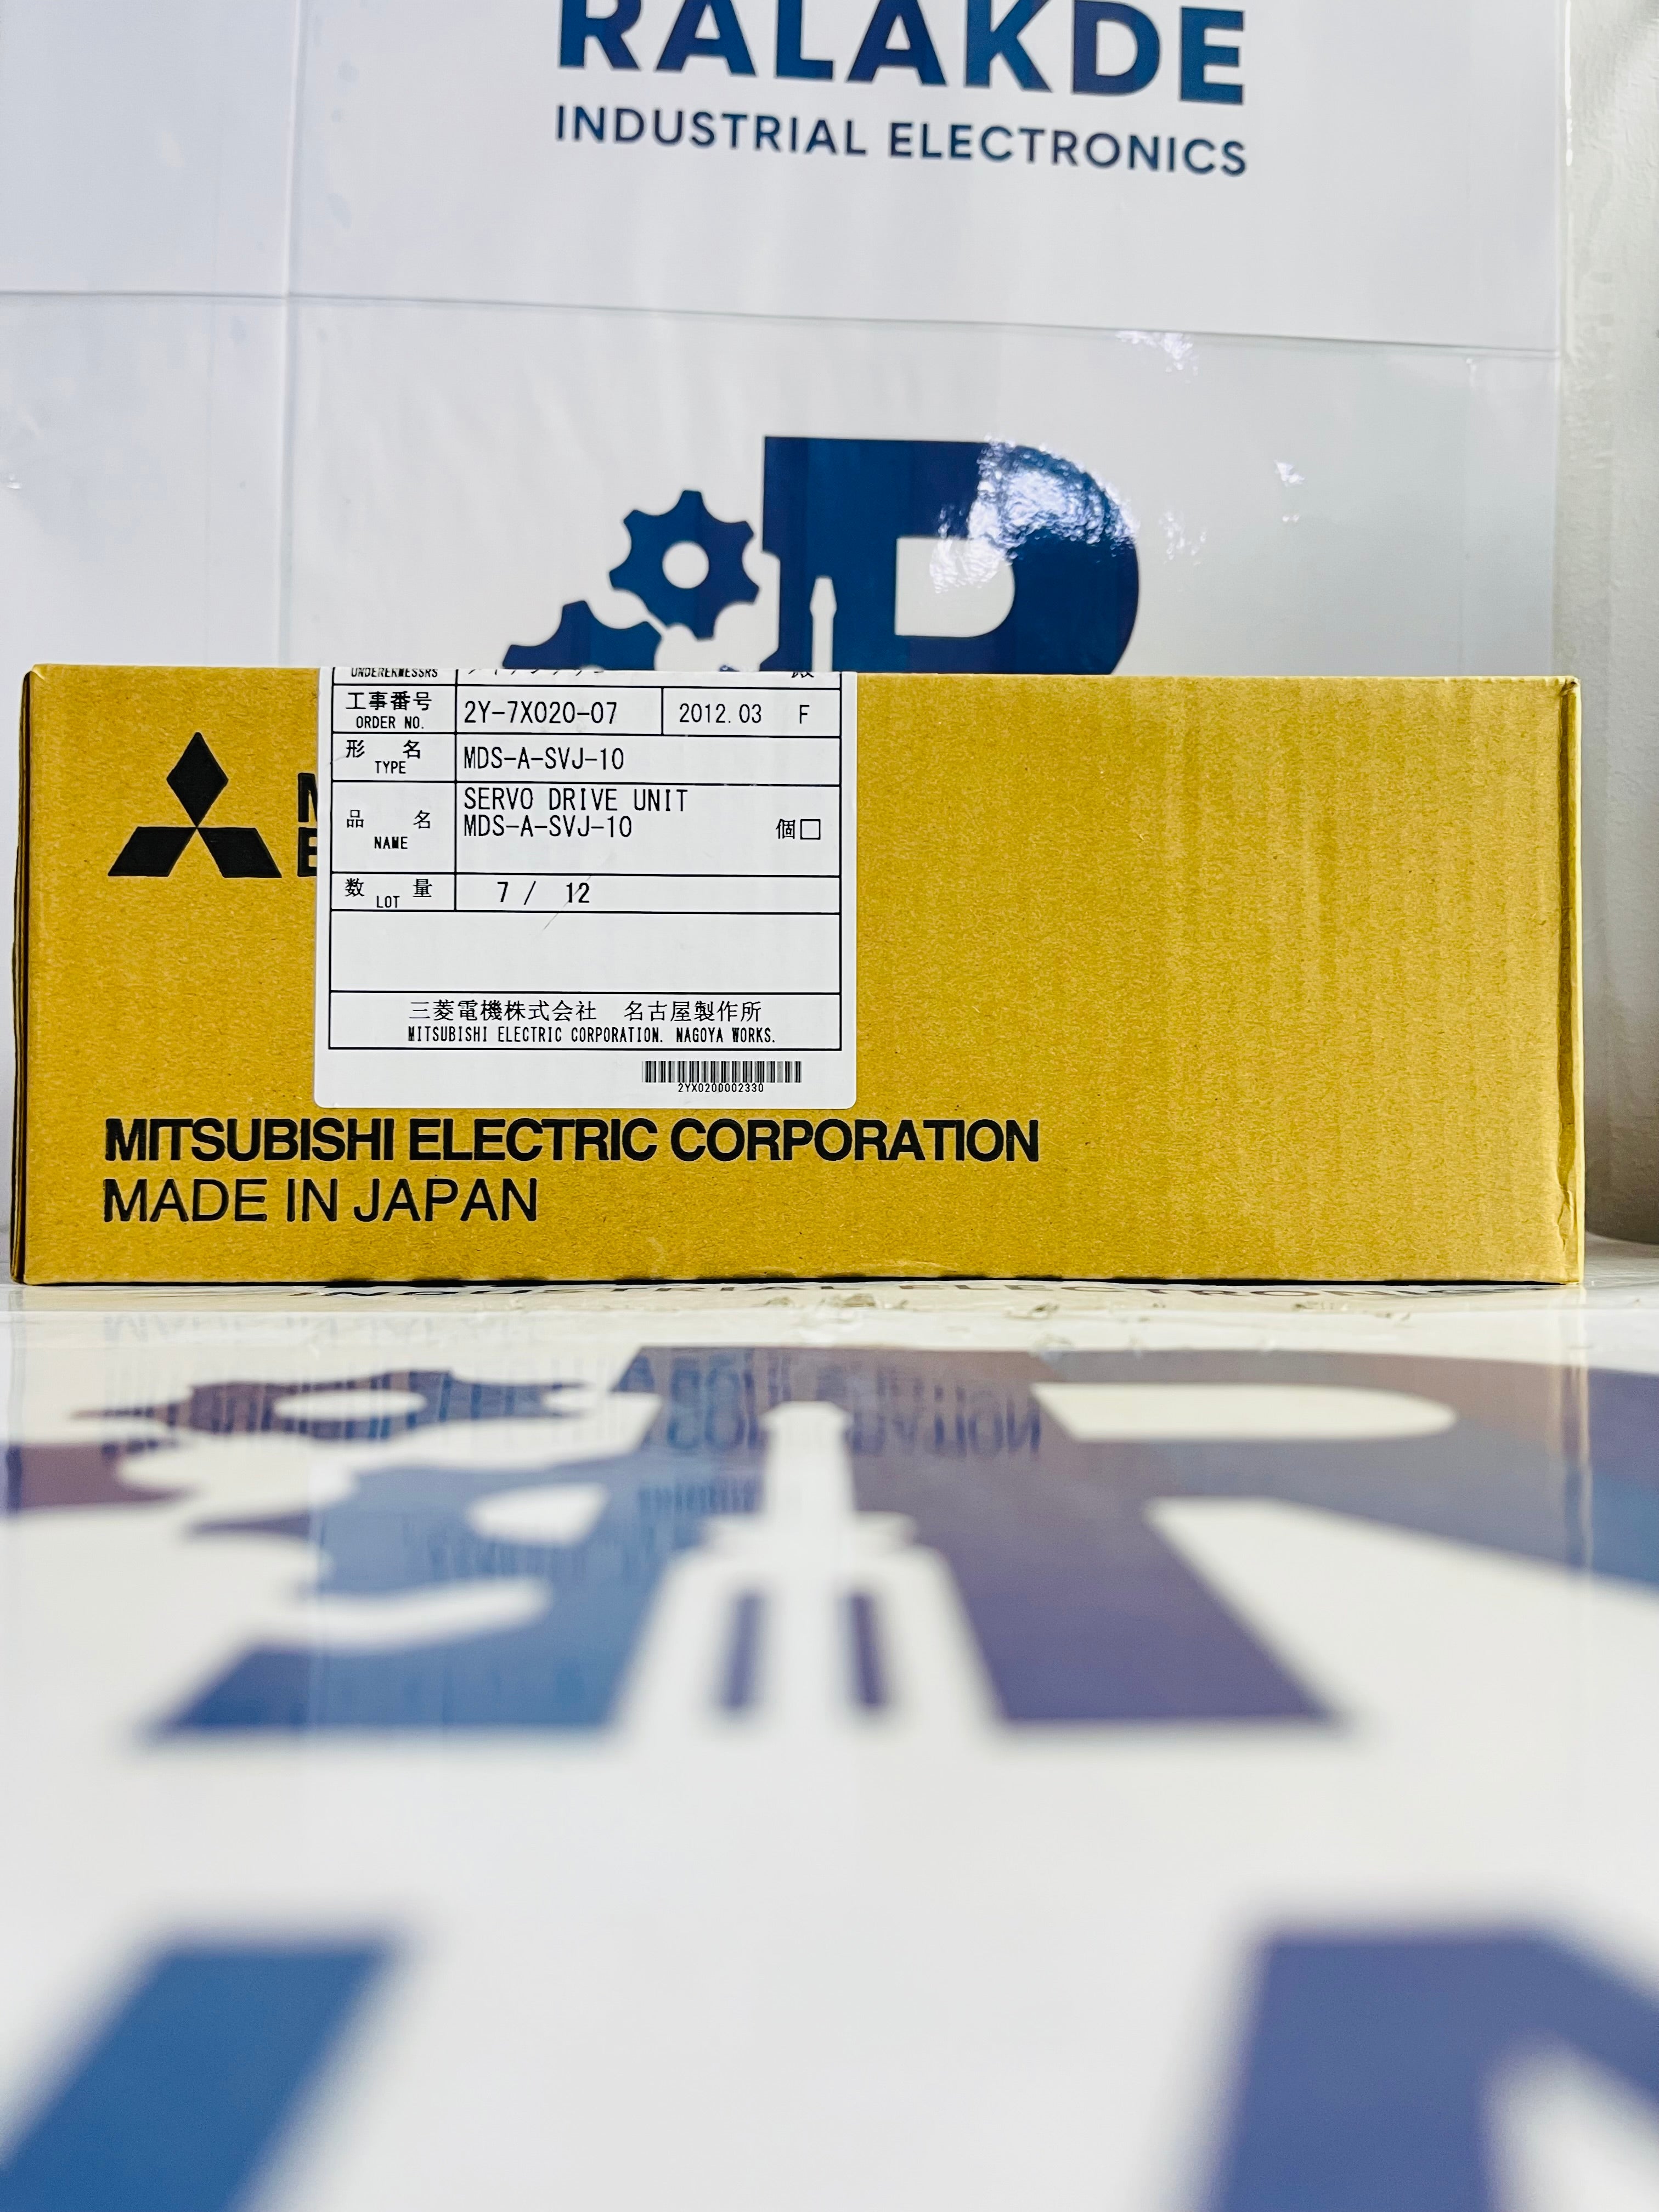 RALAKDE
INDUSTRIAL ELECTRONICS
工事番号 2Y-7X020-07 2012.03 F
ORDER NO.
形 名 MDS-A-SVJ-10
TYPE
SERVO DRIVE UNIT
品 名 MDS-A-SVJ-10 個□
NAME
数 量 7 / 12
LOT
三菱電機株式会社 名古屋製作所
MITSUBISHI ELECTRIC CORPORATION. NAGOYA WORKS.
2YX0200002330
MITSUBISHI ELECTRIC CORPORATION
MADE IN JAPAN